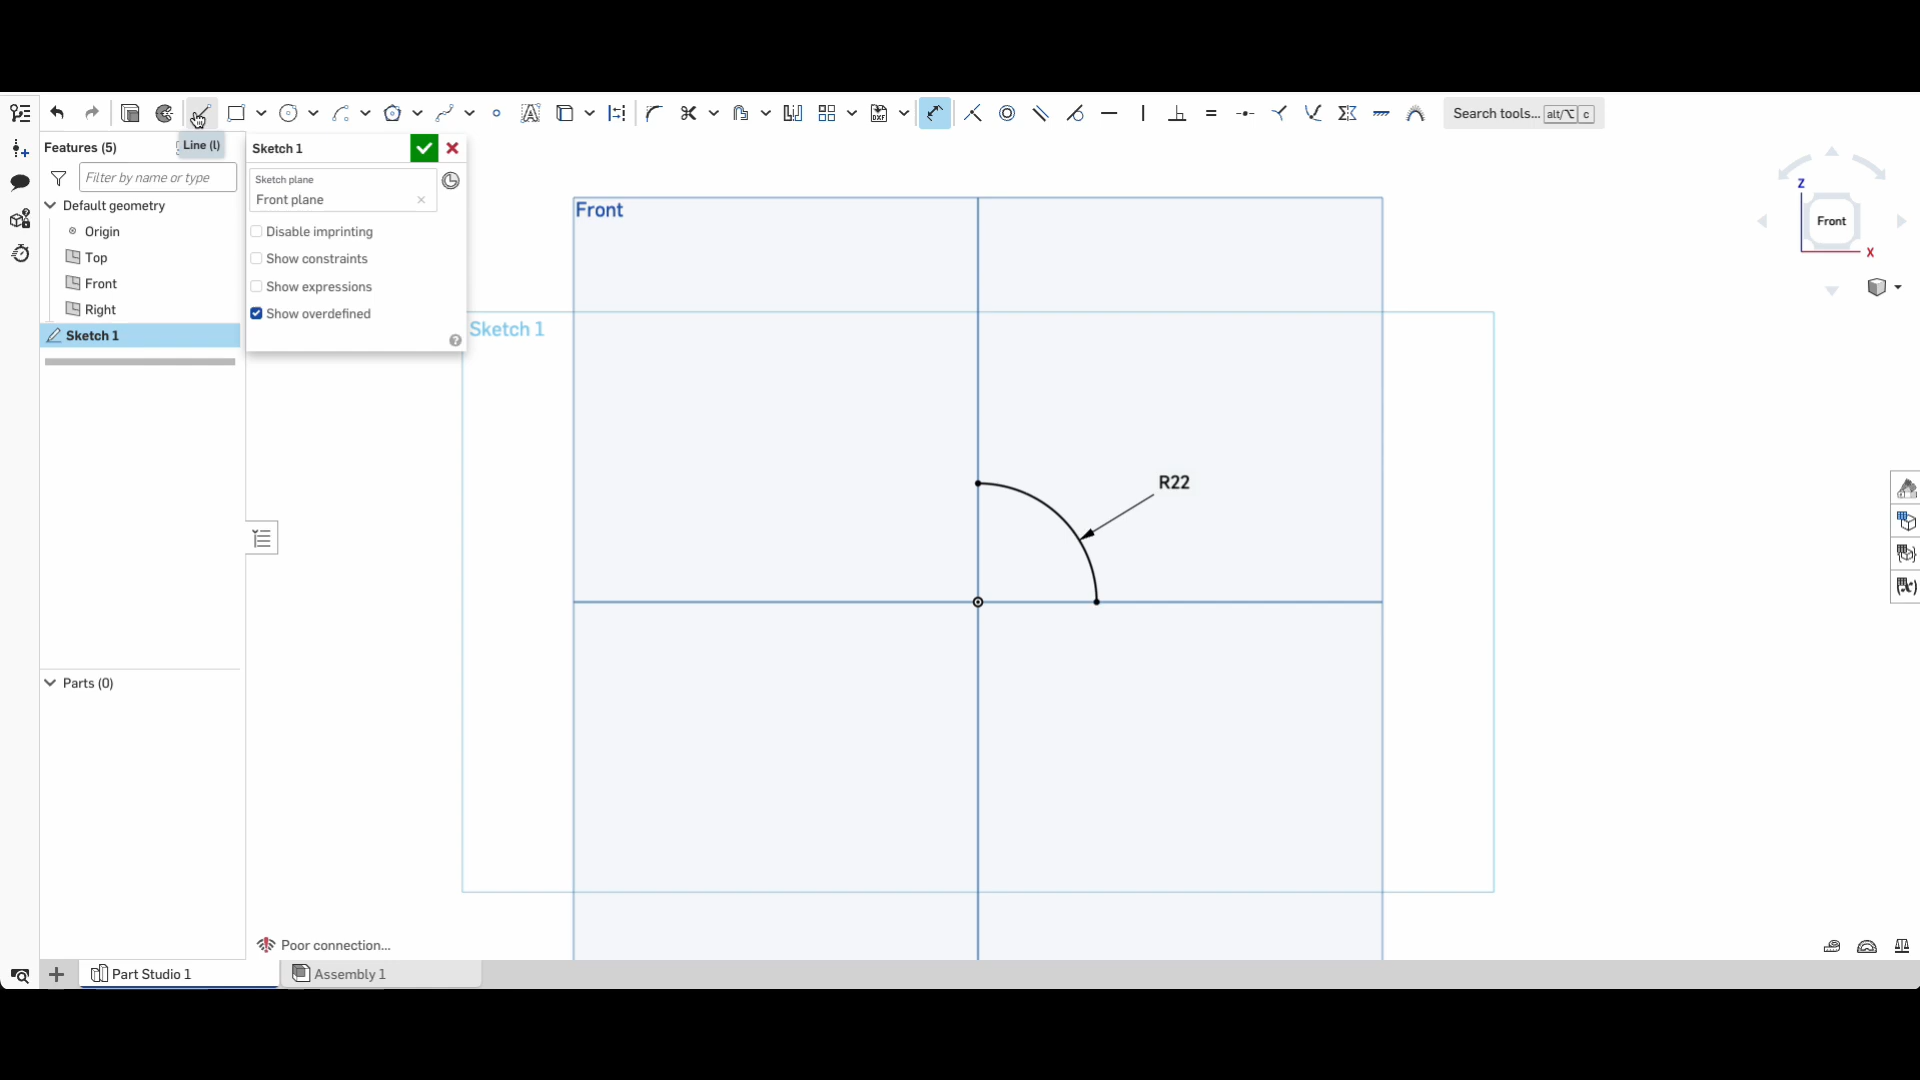 Search tools... alt/⌥ c
Features (5)
Line (l)
Sketch 1
Filter by name or type
Sketch plane
Front plane
Default geometry
Origin
Top
Front
Right
Sketch 1
Disable imprinting
Show constraints
Show expressions
Show overdefined
Front
Sketch 1
Z
Front
X
R22
Parts (0)
Poor connection...
Part Studio 1
Assembly 1